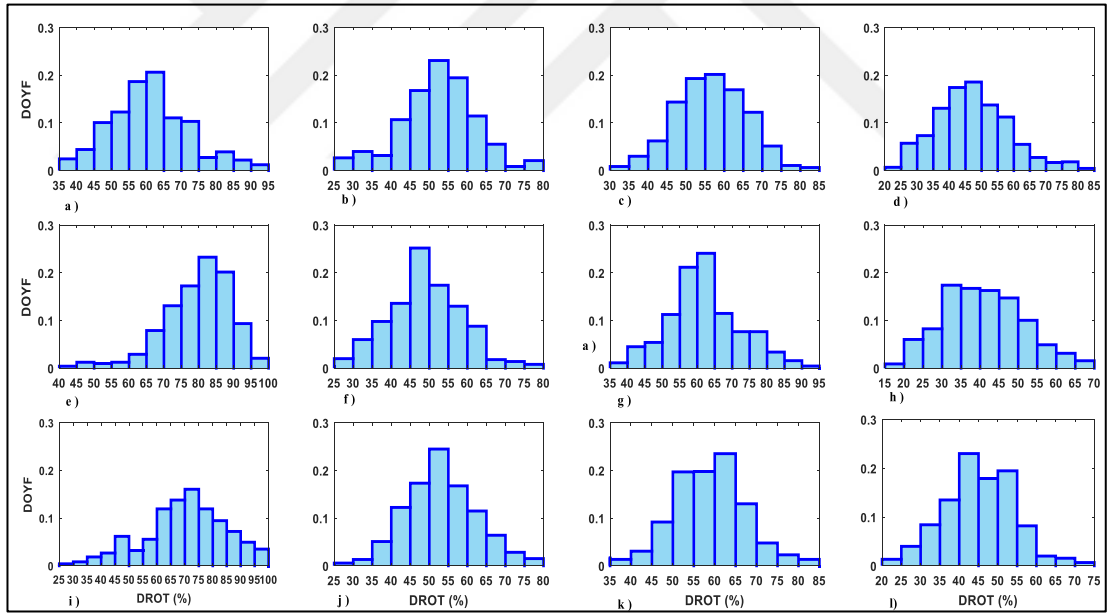 0.3 0.3 0.3 0.3
0.2 0.2 0.2 0.2
DOYF
0.1 0.1 0.1 0.1
0 0 0 0
35 40 45 50 55 60 65 70 75 80 85 90 95 25 30 35 40 45 50 55 60 65 70 75 80 30 35 40 45 50 55 60 65 70 75 80 85 20 25 30 35 40 45 50 55 60 65 70 75 80 85
a ) b ) c ) d )
0.3 0.3 0.3 0.3
0.2 0.2 0.2 0.2
DOYF
0.1 0.1 0.1 0.1
a )
0 0 0 0
40 45 50 55 60 65 70 75 80 85 90 95 100 25 30 35 40 45 50 55 60 65 70 75 80 35 40 45 50 55 60 65 70 75 80 85 90 95 15 20 25 30 35 40 45 50 55 60 65 70
e ) f ) g ) h )
0.3 0.3 0.3 0.3
0.2 0.2 0.2 0.2
DOYF
0.1 0.1 0.1 0.1
0 0 0 0
25 30 35 40 45 50 55 60 65 70 75 80 85 90 95 100 25 30 35 40 45 50 55 60 65 70 75 80 35 40 45 50 55 60 65 70 75 80 85 20 25 30 35 40 45 50 55 60 65 70 75
i ) DROT (%) j ) DROT (%) k ) DROT (%) l) DROT (%)